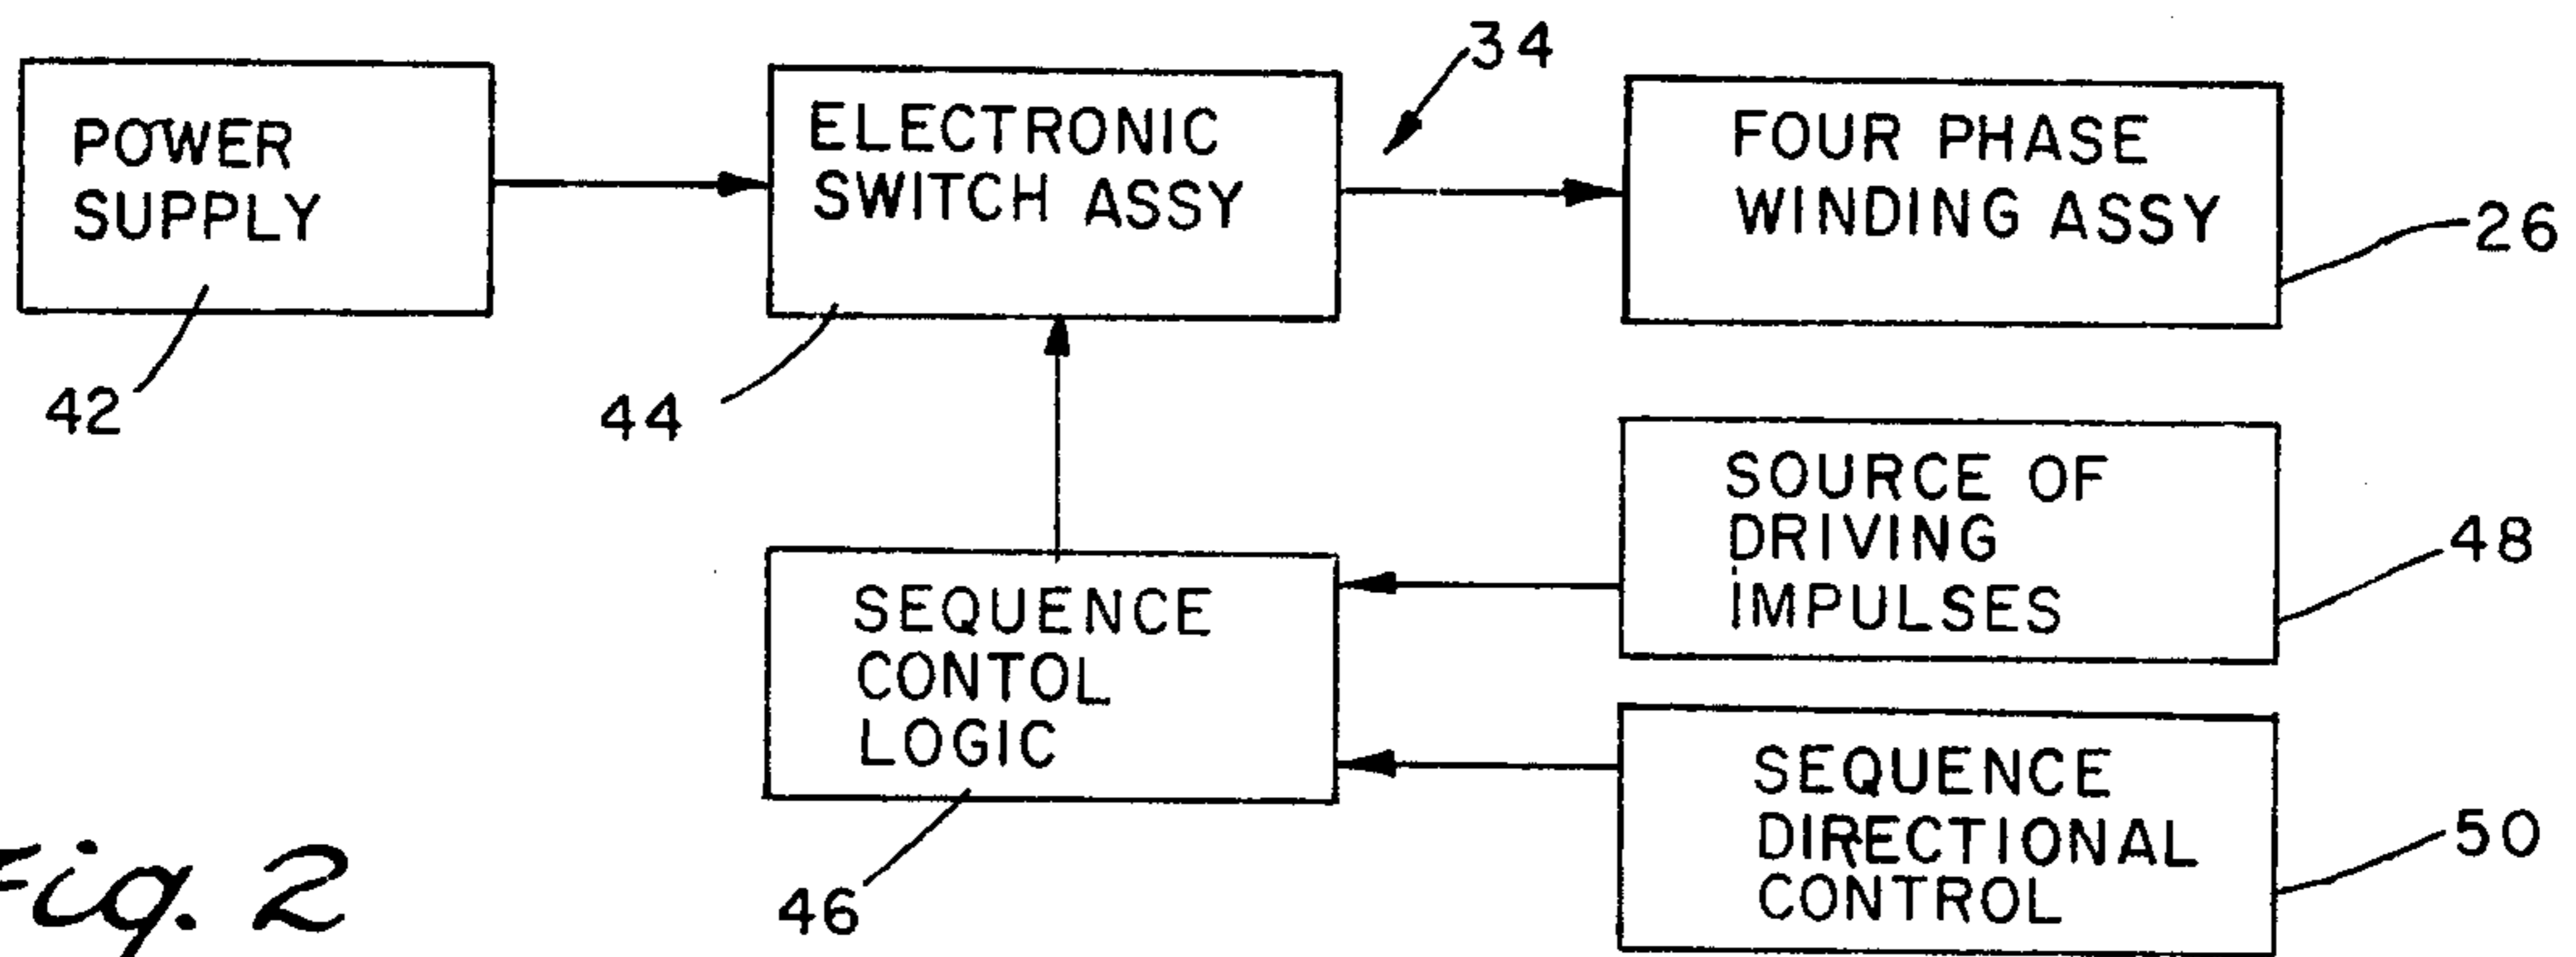 POWER
SUPPLY
42
ELECTRONIC
SWITCH ASSY
44
34
FOUR PHASE
WINDING ASSY
26
SEQUENCE
CONTOL
LOGIC
46
SOURCE OF
DRIVING
IMPULSES
48
SEQUENCE
DIRECTIONAL
CONTROL
50
Fig. 2